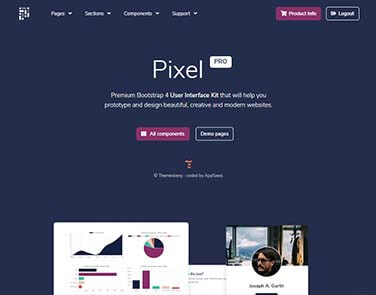 Pages Sections Components Support Product Info Logout
Pixel PRO
Premium Bootstrap 4 User Interface Kit that will help you
prototype and design beautiful, creative and modern websites.
All components Demo pages
© Themesberg - coded by AppSeed.
Joseph A. Garth